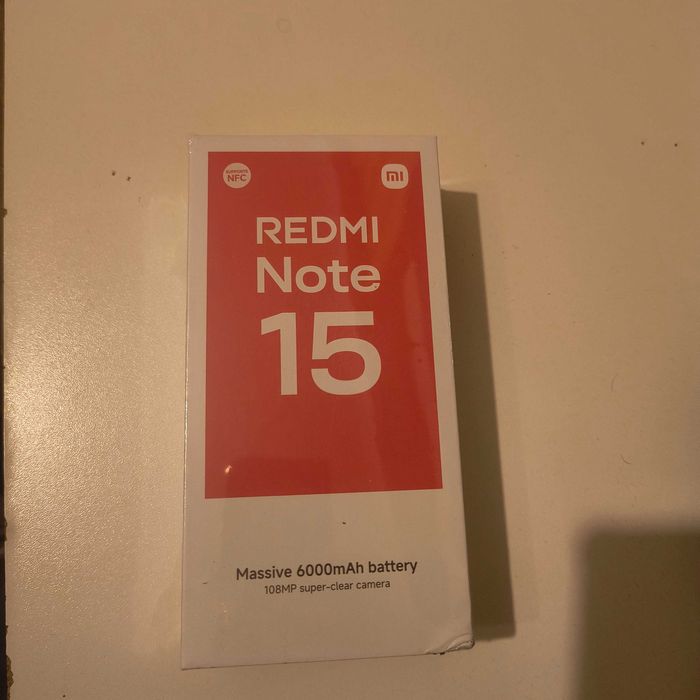 SUPPORTS
NFC
mi
REDMI
Note
15
Massive 6000mAh battery
108MP super-clear camera